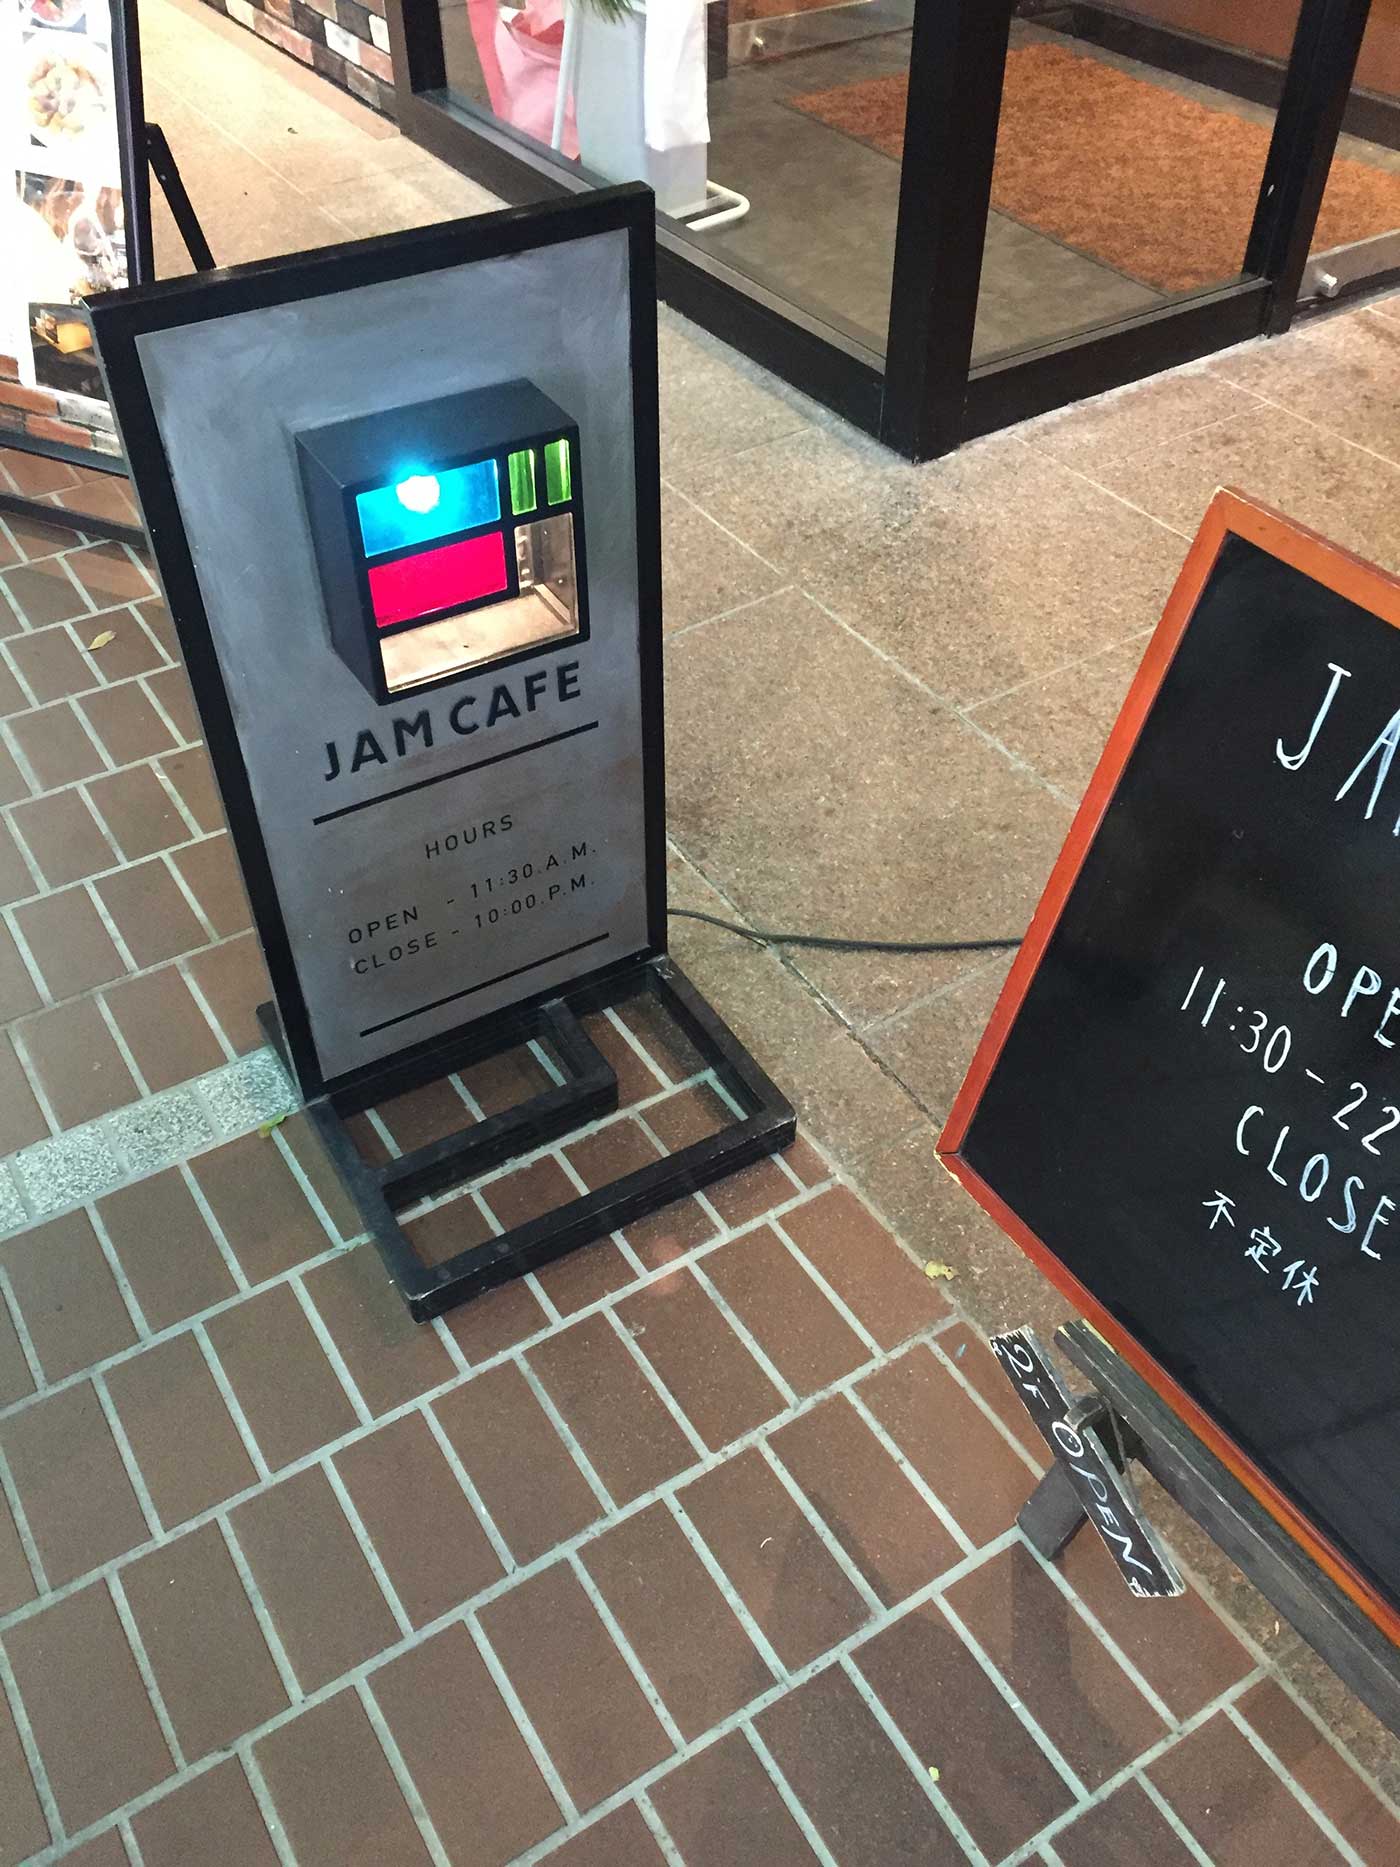 JAM CAFE
HOURS
OPEN - 11:30.A.M.
CLOSE - 10:00.P.M.
JA
OPE
11:30-22
CLOSE
不定休
2F OPEN